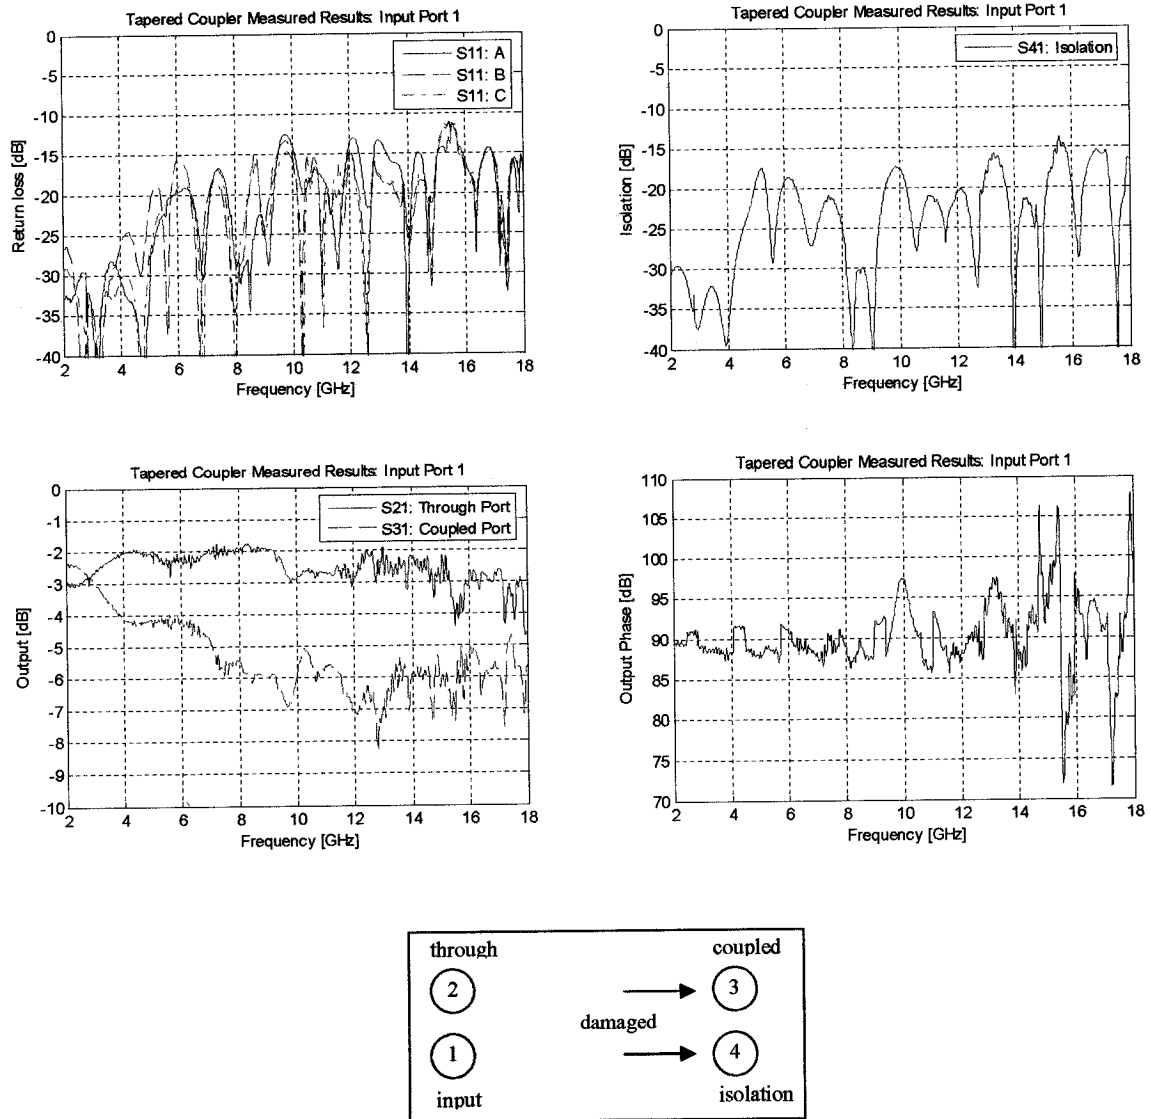 Tapered Coupler Measured Results: Input Port 1
0
-5
-10
-15
-20
-25
-30
-35
-40
Return loss [dB]
S11: A
S11: B
S11: C
2 4 6 8 10 12 14 16 18
Frequency [GHz]
Tapered Coupler Measured Results: Input Port 1
0
-5
-10
-15
-20
-25
-30
-35
-40
Isolation [dB]
S41: Isolation
2 4 6 8 10 12 14 16 18
Frequency [GHz]
Tapered Coupler Measured Results: Input Port 1
0
-1
-2
-3
-4
-5
-6
-7
-8
-9
-10
Output [dB]
S21: Through Port
S31: Coupled Port
2 4 6 8 10 12 14 16 18
Frequency [GHz]
Tapered Coupler Measured Results: Input Port 1
110
105
100
95
90
85
80
75
70
Output Phase [dB]
2 4 6 8 10 12 14 16 18
Frequency [GHz]
through coupled
2 3
damaged
1 4
input isolation